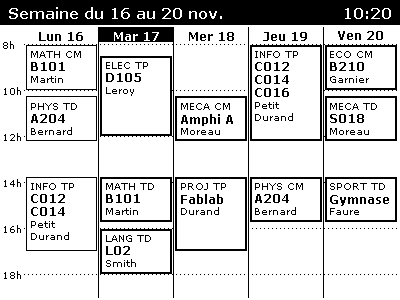 Semaine du 16 au 20 nov. 10:20
Lun 16 Mar 17 Mer 18 Jeu 19 Ven 20
8h
10h
12h
14h
16h
18h
MATH CM
B101
Martin
PHYS TD
A204
Bernard
INFO TP
C012
C014
Petit
Durand
ELEC TP
D105
Leroy
MATH TD
B101
Martin
LANG TD
L02
Smith
MECA CM
Amphi A
Moreau
PROJ TP
Fablab
Durand
INFO TP
C012
C014
C016
Petit
Durand
PHYS CM
A204
Bernard
ECO CM
B210
Garnier
MECA TD
S018
Moreau
SPORT TD
Gymnase
Faure